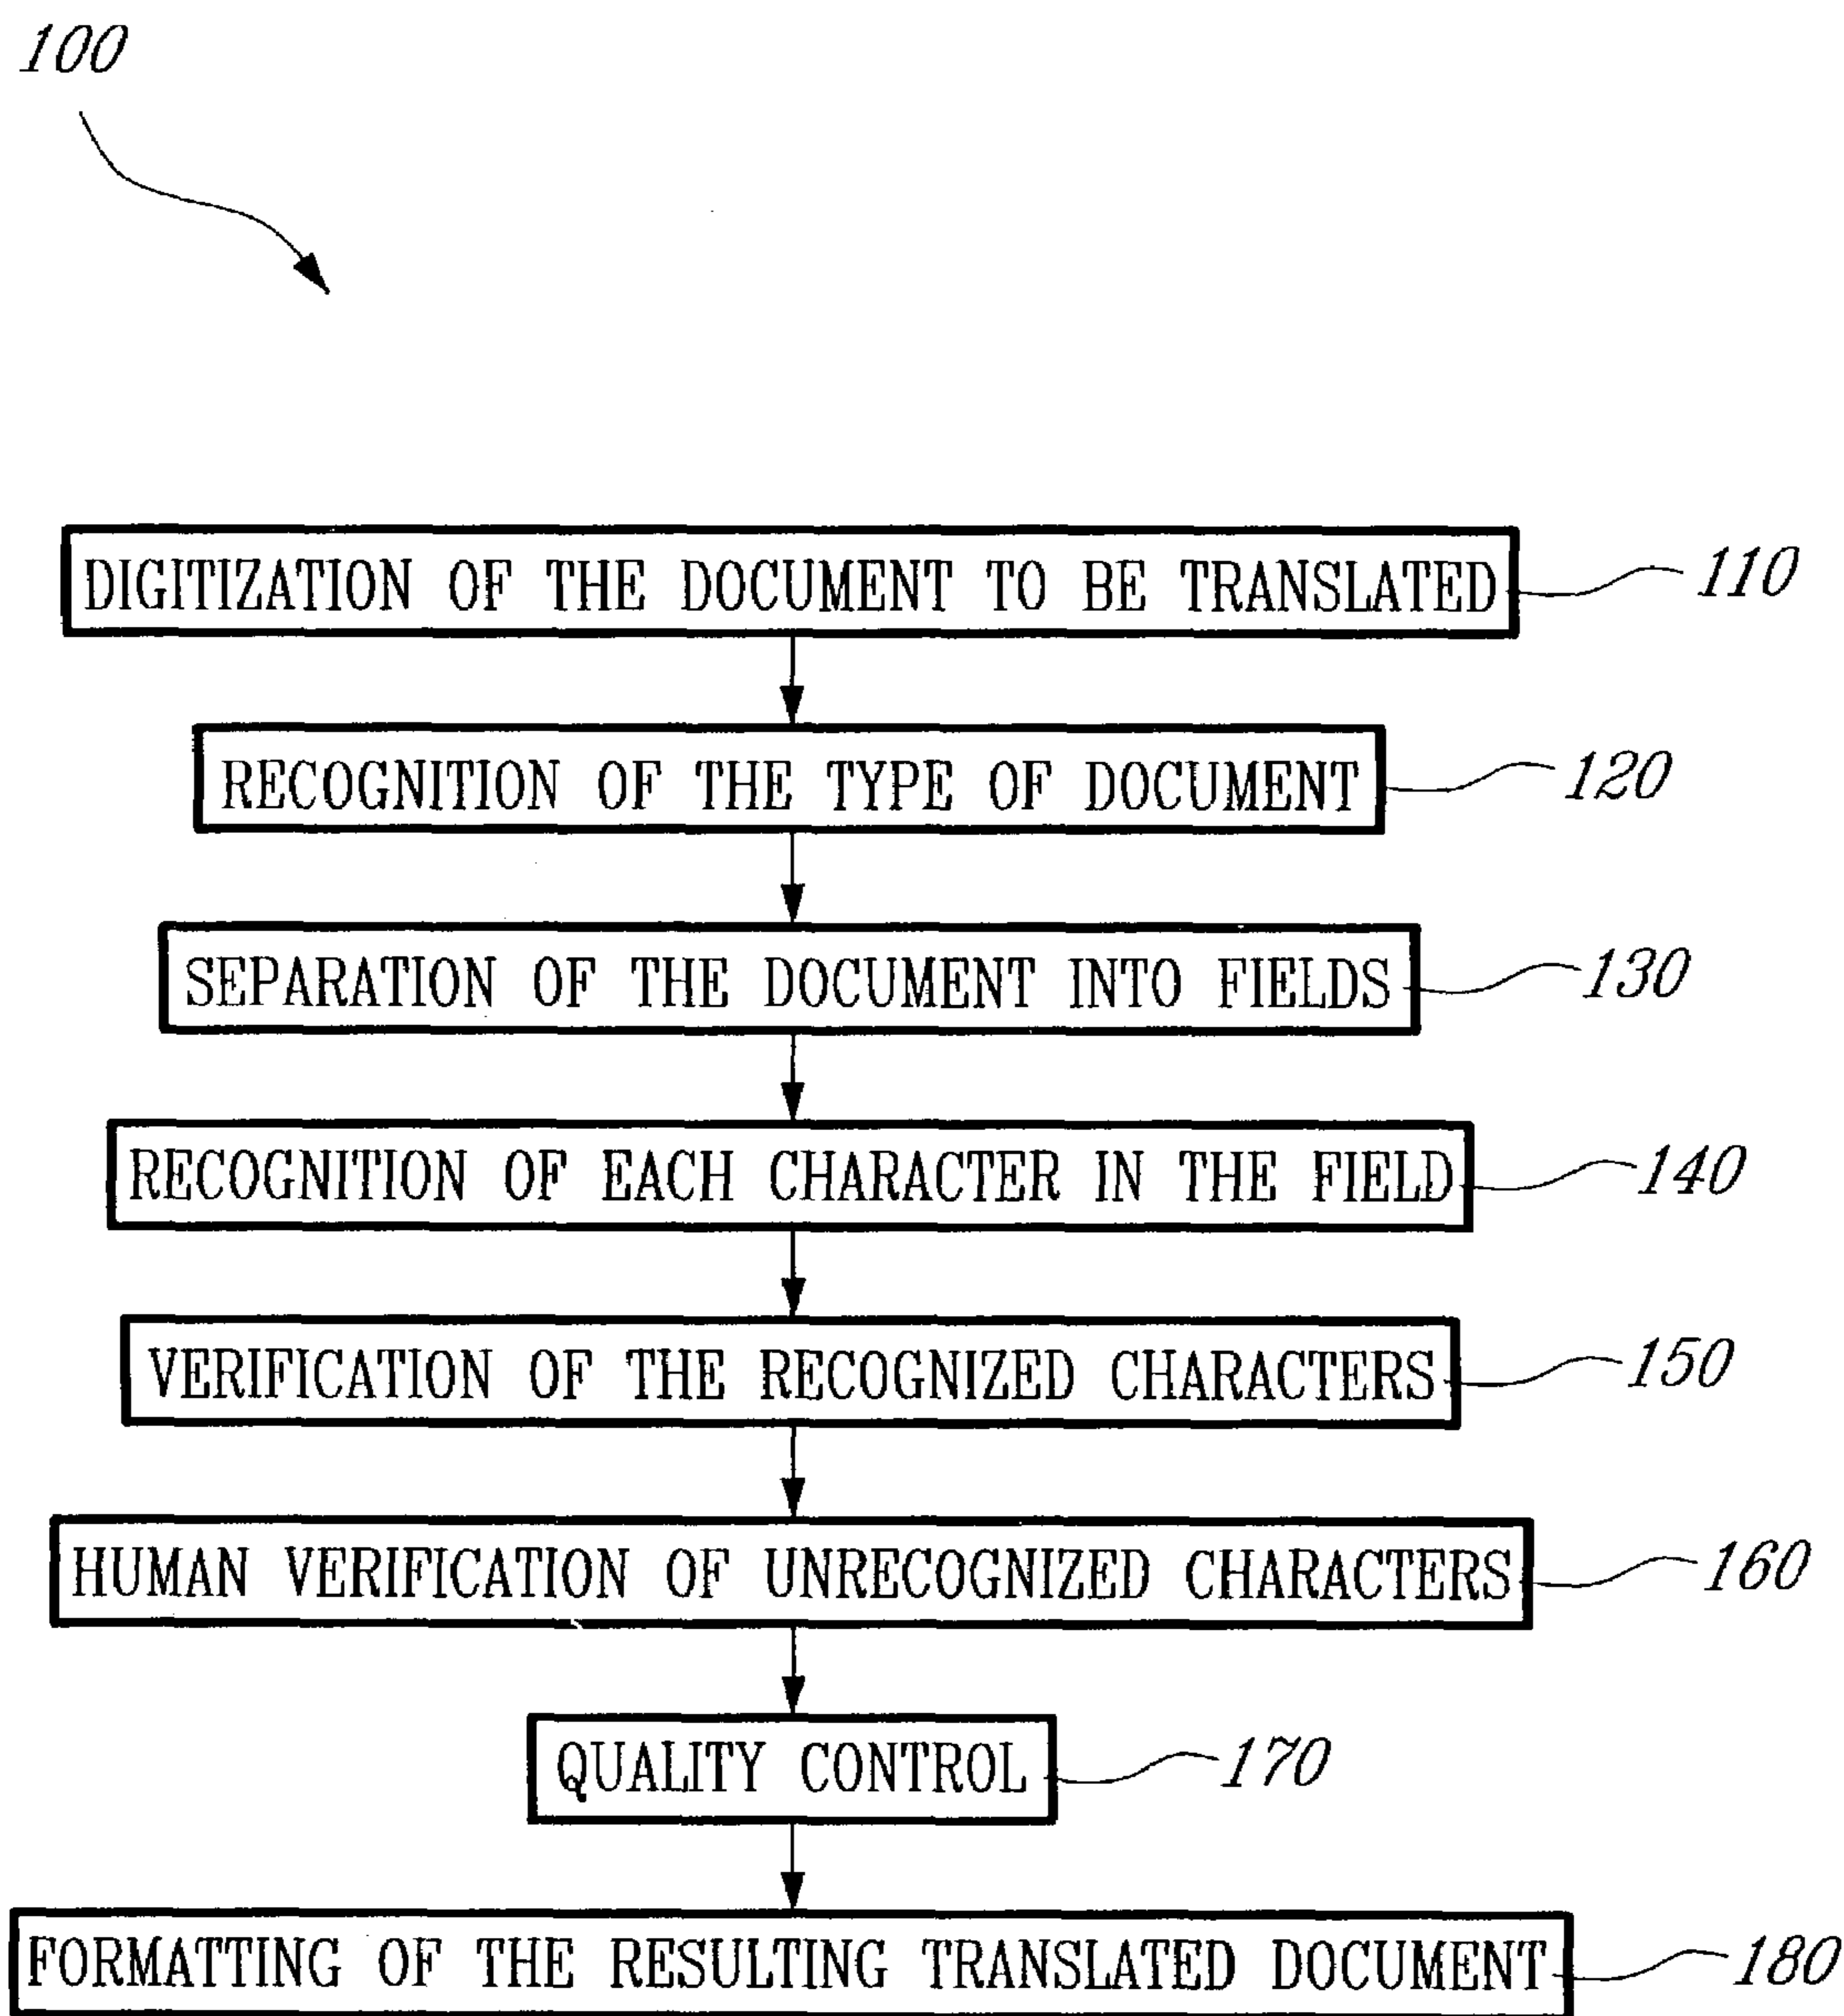 100
DIGITIZATION OF THE DOCUMENT TO BE TRANSLATED 110
RECOGNITION OF THE TYPE OF DOCUMENT 120
SEPARATION OF THE DOCUMENT INTO FIELDS 130
RECOGNITION OF EACH CHARACTER IN THE FIELD 140
VERIFICATION OF THE RECOGNIZED CHARACTERS 150
HUMAN VERIFICATION OF UNRECOGNIZED CHARACTERS 160
QUALITY CONTROL 170
FORMATTING OF THE RESULTING TRANSLATED DOCUMENT 180